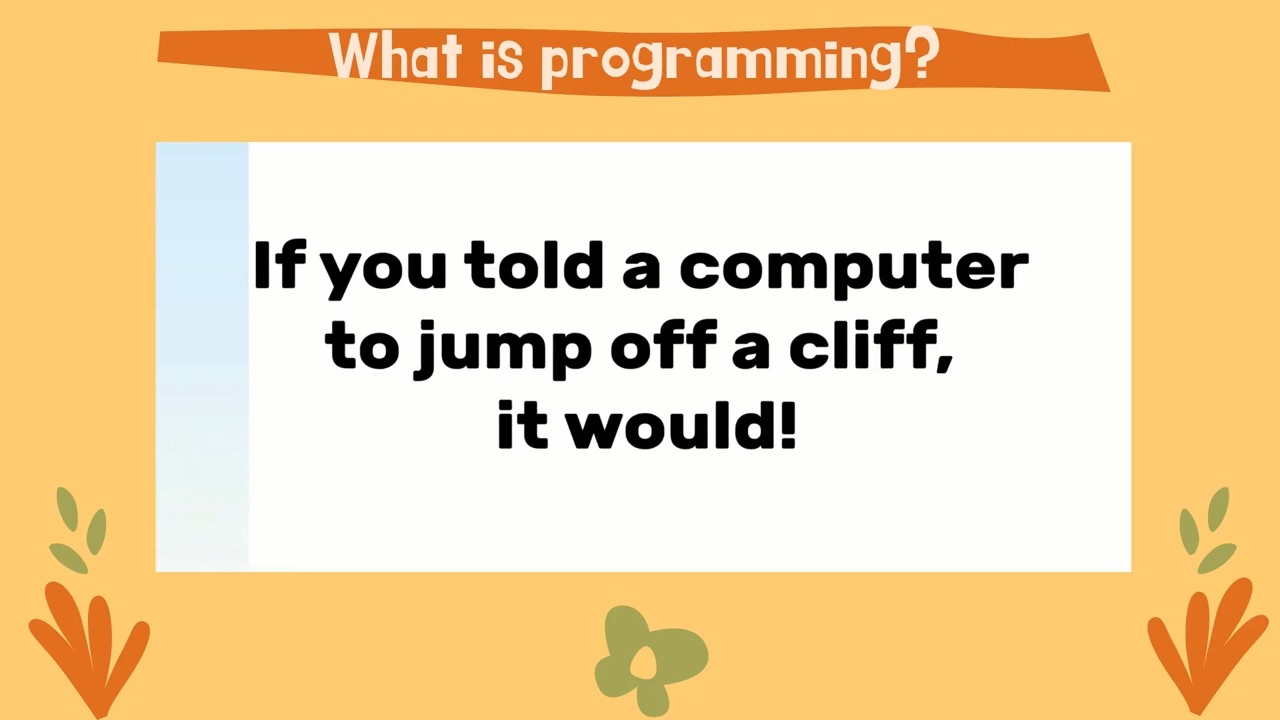 What is programming?
If you told a computer
to jump off a cliff,
it would!